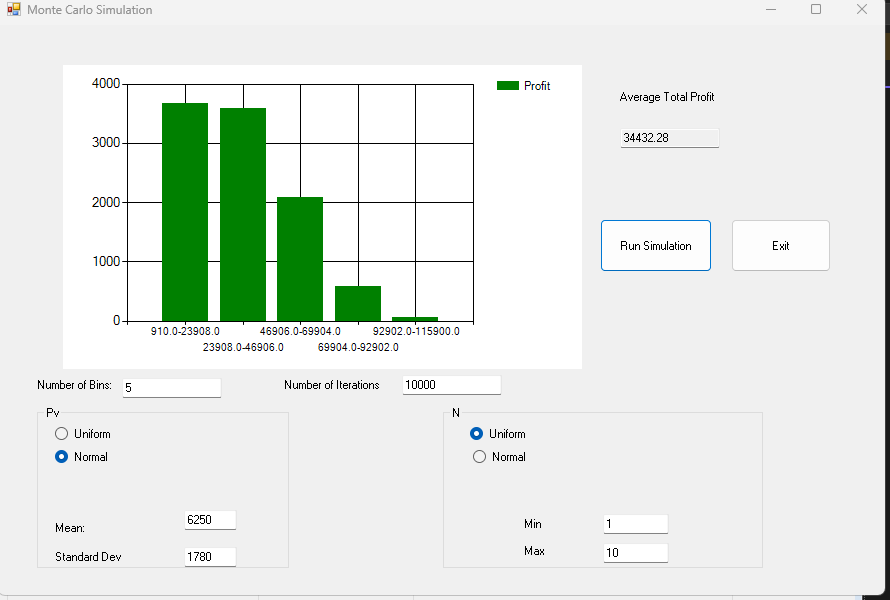 Monte Carlo Simulation
4000
3000
2000
1000
0
910.0-23908.0
46906.0-69904.0
92902.0-115900.0
23908.0-46906.0
69904.0-92902.0
Profit
Average Total Profit
34432.28
Run Simulation
Exit
Number of Bins:
5
Number of Iterations
10000
Pv
Uniform
Normal
Mean:
6250
Standard Dev
1780
N
Uniform
Normal
Min
1
Max
10